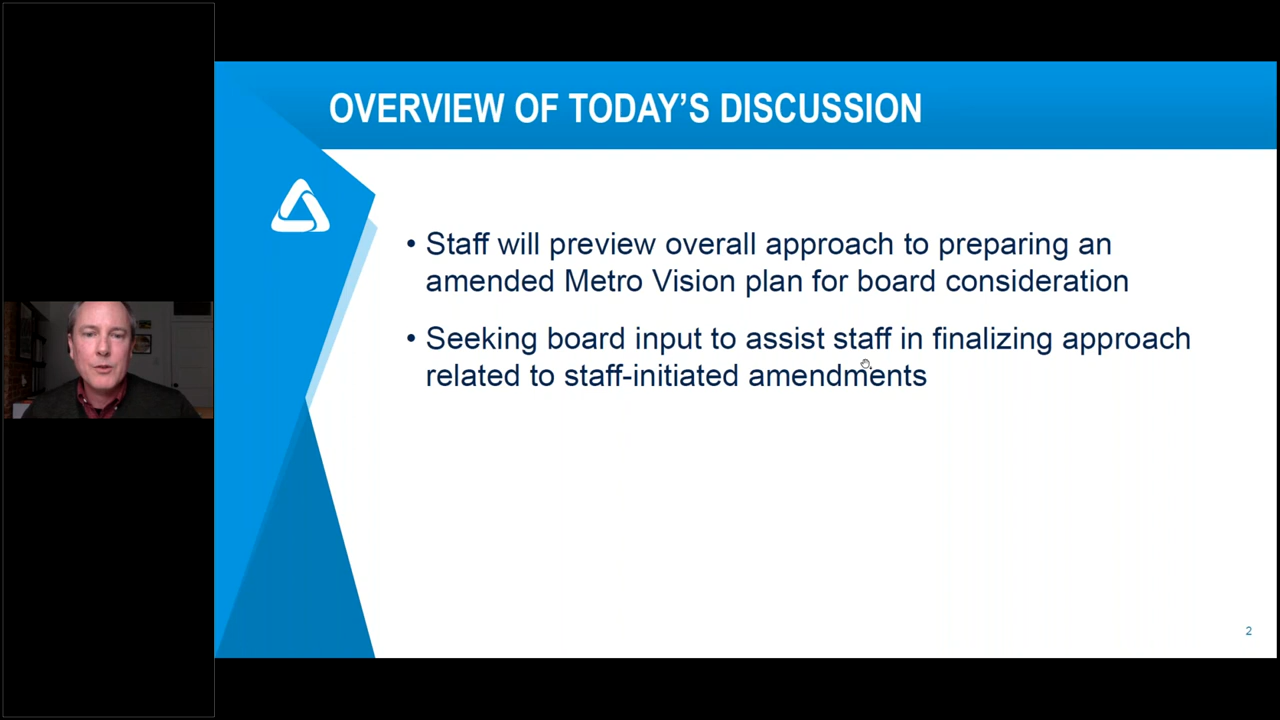 OVERVIEW OF TODAY'S DISCUSSION
• Staff will preview overall approach to preparing an
amended Metro Vision plan for board consideration
• Seeking board input to assist staff in finalizing approach
related to staff-initiated amendments
2